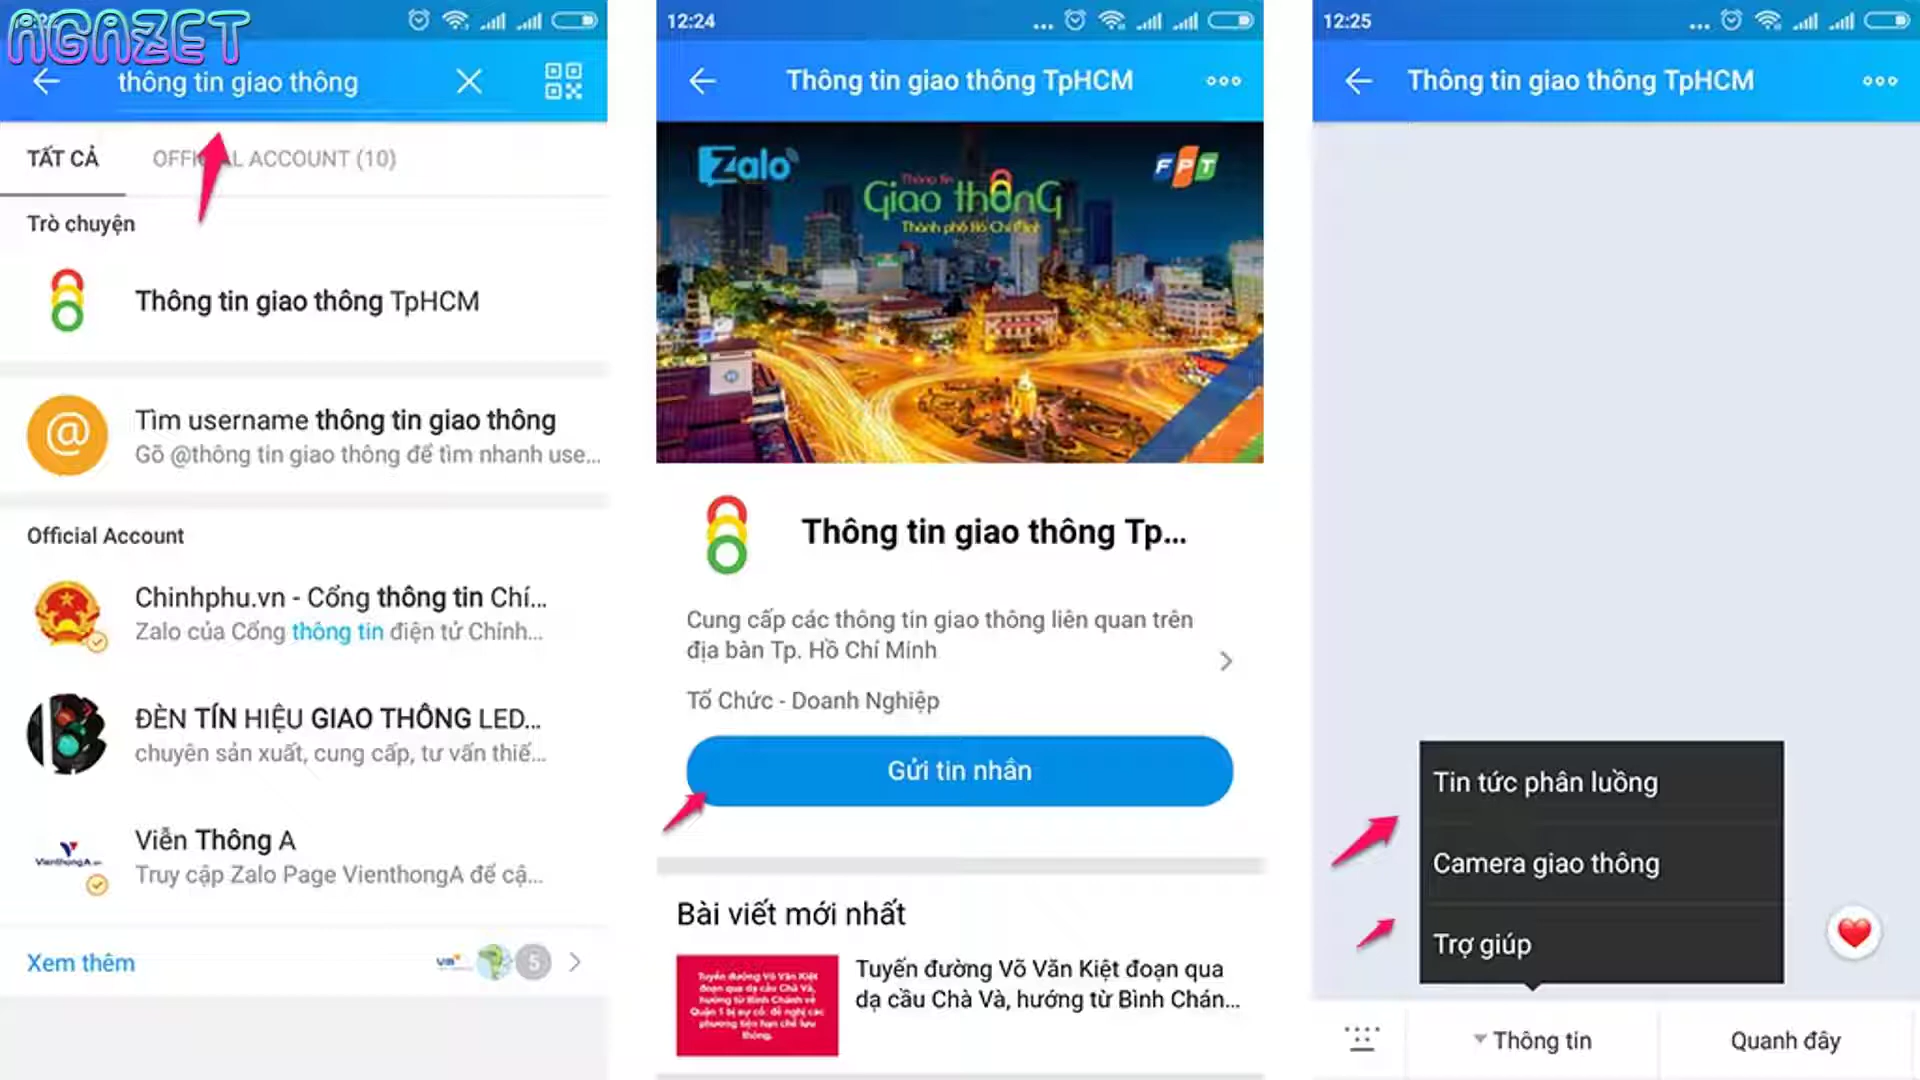 AGAZET
thông tin giao thông
TẤT CẢ
OFFICIAL ACCOUNT (10)
Trò chuyện
Thông tin giao thông TpHCM
Tìm username thông tin giao thông
Gõ @thông tin giao thông để tìm nhanh use...
Official Account
Chinhphu.vn - Cổng thông tin Chí...
Zalo của Cổng thông tin điện tử Chính...
ĐÈN TÍN HIỆU GIAO THÔNG LED...
chuyên sản xuất, cung cấp, tư vấn thiế...
VienthongA.vn
Viễn Thông A
Truy cập Zalo Page VienthongA để cậ...
Xem thêm
5
12:24
Thông tin giao thông TpHCM
Zalo
FPT
Thông tin
Giao thông
Thành phố Hồ Chí Minh
Thông tin giao thông Tp...
Cung cấp các thông tin giao thông liên quan trên
địa bàn Tp. Hồ Chí Minh
Tổ Chức - Doanh Nghiệp
Gửi tin nhắn
Bài viết mới nhất
Tuyến đường Võ Văn Kiệt
đoạn qua dạ cầu Chà Và,
hướng từ Bình Chánh về
Quận 1 bị sự cố: đề nghị các
phương tiện hạn chế lưu
thông.
Tuyến đường Võ Văn Kiệt đoạn qua
dạ cầu Chà Và, hướng từ Bình Chán...
12:25
Thông tin giao thông TpHCM
Tin tức phân luồng
Camera giao thông
Trợ giúp
Thông tin
Quanh đây